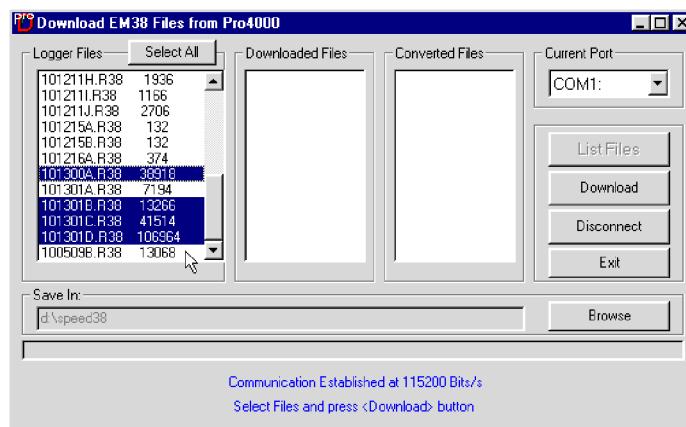 Pro Download EM38 Files from Pro4000
Logger Files Select All Downloaded Files Converted Files Current Port
COM1:
101211H.R38 1936
101211I.R38 1166
101211J.R38 2706
101215A.R38 132
101215B.R38 132
101216A.R38 374
101300A.R38 38918
101301A.R38 7194
101301B.R38 13266
101301C.R38 41514
101301D.R38 106964
100509B.R38 13068
List Files
Download
Disconnect
Exit
Save In:
d:\speed38 Browse
Communication Established at 115200 Bits/s
Select Files and press <Download> button